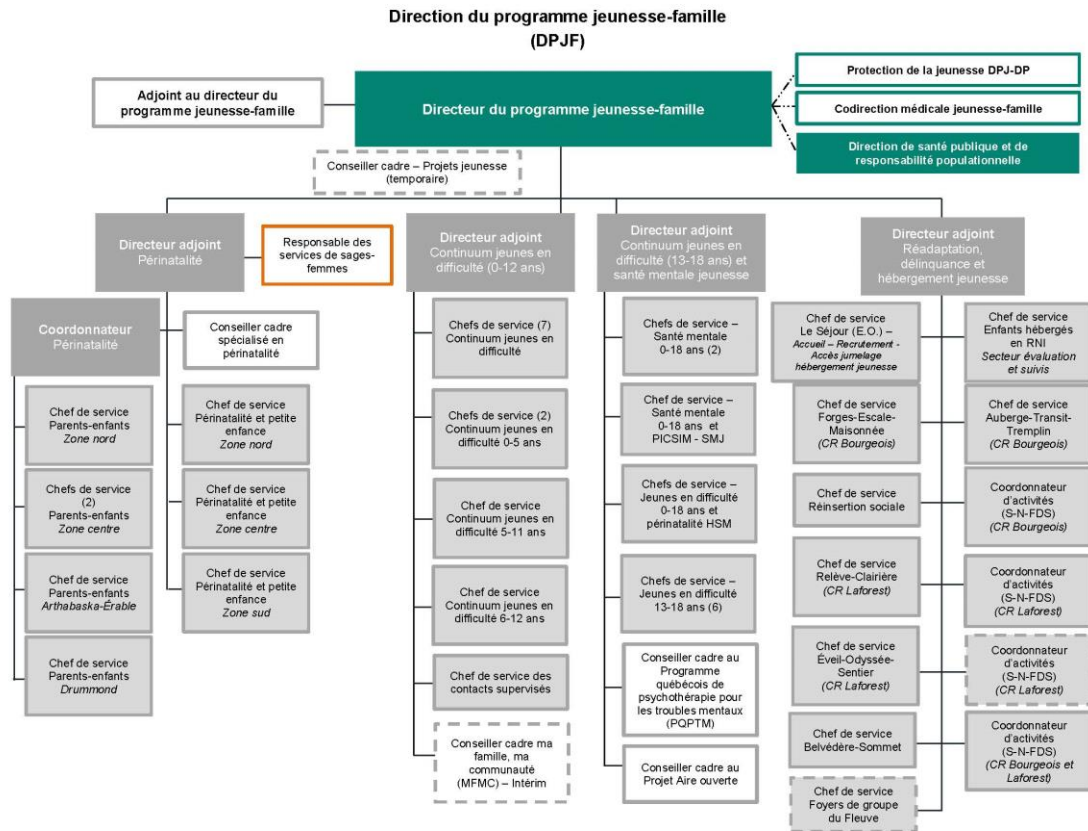 Direction du programme jeunesse-famille
(DPJF)
Adjoint au directeur du
programme jeunesse-famille
Directeur du programme jeunesse-famille
Protection de la jeunesse DPJ-DP
Codirection médicale jeunesse-famille
Direction de santé publique et de
responsabilité populationnelle
Conseiller cadre – Projets jeunesse
(temporaire)
Directeur adjoint
Périnatalité
Responsable des
services de sages-
femmes
Coordonnateur
Périnatalité
Conseiller cadre
spécialisé en
périnatalité
Chef de service
Parents-enfants
Zone nord
Chefs de service
(2)
Parents-enfants
Zone centre
Chef de service
Parents-enfants
Arthabaska-Érable
Chef de service
Parents-enfants
Drummond
Chef de service
Périnatalité et petite
enfance
Zone nord
Chef de service
Périnatalité et petite
enfance
Zone centre
Chef de service
Périnatalité et petite
enfance
Zone sud
Directeur adjoint
Continuum jeunes en
difficulté (0-12 ans)
Chefs de service (7)
Continuum jeunes en
difficulté
Chefs de service (2)
Continuum jeunes en
difficulté 0-5 ans
Chef de service
Continuum jeunes en
difficulté 5-11 ans
Chef de service
Continuum jeunes en
difficulté 6-12 ans
Chef de service des
contacts supervisés
Conseiller cadre ma
famille, ma
communauté
(MFMC) – Intérim
Directeur adjoint
Continuum jeunes en
difficulté (13-18 ans) et
santé mentale jeunesse
Chefs de service –
Santé mentale
0-18 ans (2)
Chef de service –
Santé mentale
0-18 ans et
PICSIM - SMJ
Chef de service –
Jeunes en difficulté
0-18 ans et
périnatalité HSM
Chefs de service –
Jeunes en difficulté
13-18 ans (6)
Conseiller cadre au
Programme
québécois de
psychothérapie pour
les troubles mentaux
(PQPTM)
Conseiller cadre au
Projet Aire ouverte
Directeur adjoint
Réadaptation,
délinquance et
hébergement jeunesse
Chef de service
Le Séjour (E.O.) –
Accueil – Recrutement -
Accès jumelage
hébergement jeunesse
Chef de service
Forges-Escale-
Maisonnée
(CR Bourgeois)
Chef de service
Réinsertion sociale
Chef de service
Relève-Clairière
(CR Laforest)
Chef de service
Éveil-Odyssée-
Sentier
(CR Laforest)
Chef de service
Belvédère-Sommet
Chef de service
Foyers de groupe
du Fleuve
Chef de service
Enfants hébergés
en RNI
Secteur évaluation
et suivis
Chef de service
Auberge-Transit-
Tremplin
(CR Bourgeois)
Coordonnateur
d'activités
(S-N-FDS)
(CR Bourgeois)
Coordonnateur
d'activités
(S-N-FDS)
(CR Laforest)
Coordonnateur
d'activités
(S-N-FDS)
(CR Laforest)
Coordonnateur
d'activités
(S-N-FDS)
(CR Bourgeois et
Laforest)